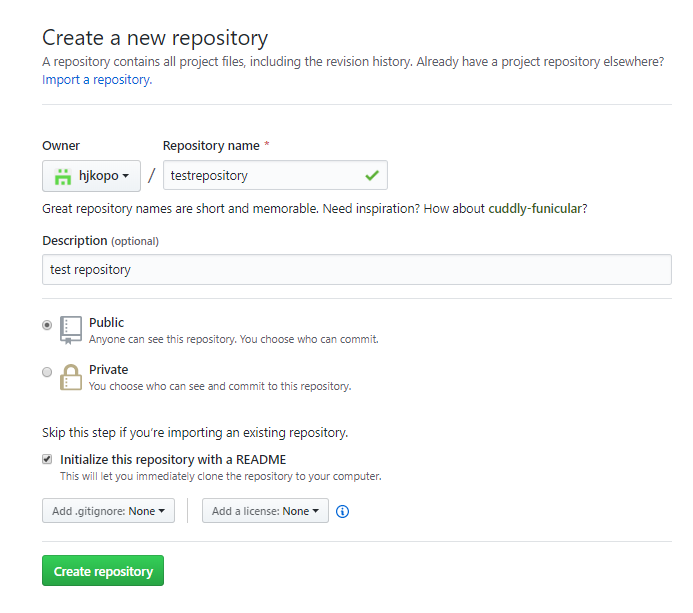 Create a new repository
A repository contains all project files, including the revision history. Already have a project repository elsewhere?
Import a repository.
Owner Repository name *
hjkopo / testrepository
Great repository names are short and memorable. Need inspiration? How about cuddly-funicular?
Description (optional)
test repository
Public
Anyone can see this repository. You choose who can commit.
Private
You choose who can see and commit to this repository.
Skip this step if you're importing an existing repository.
Initialize this repository with a README
This will let you immediately clone the repository to your computer.
Add .gitignore: None Add a license: None
Create repository